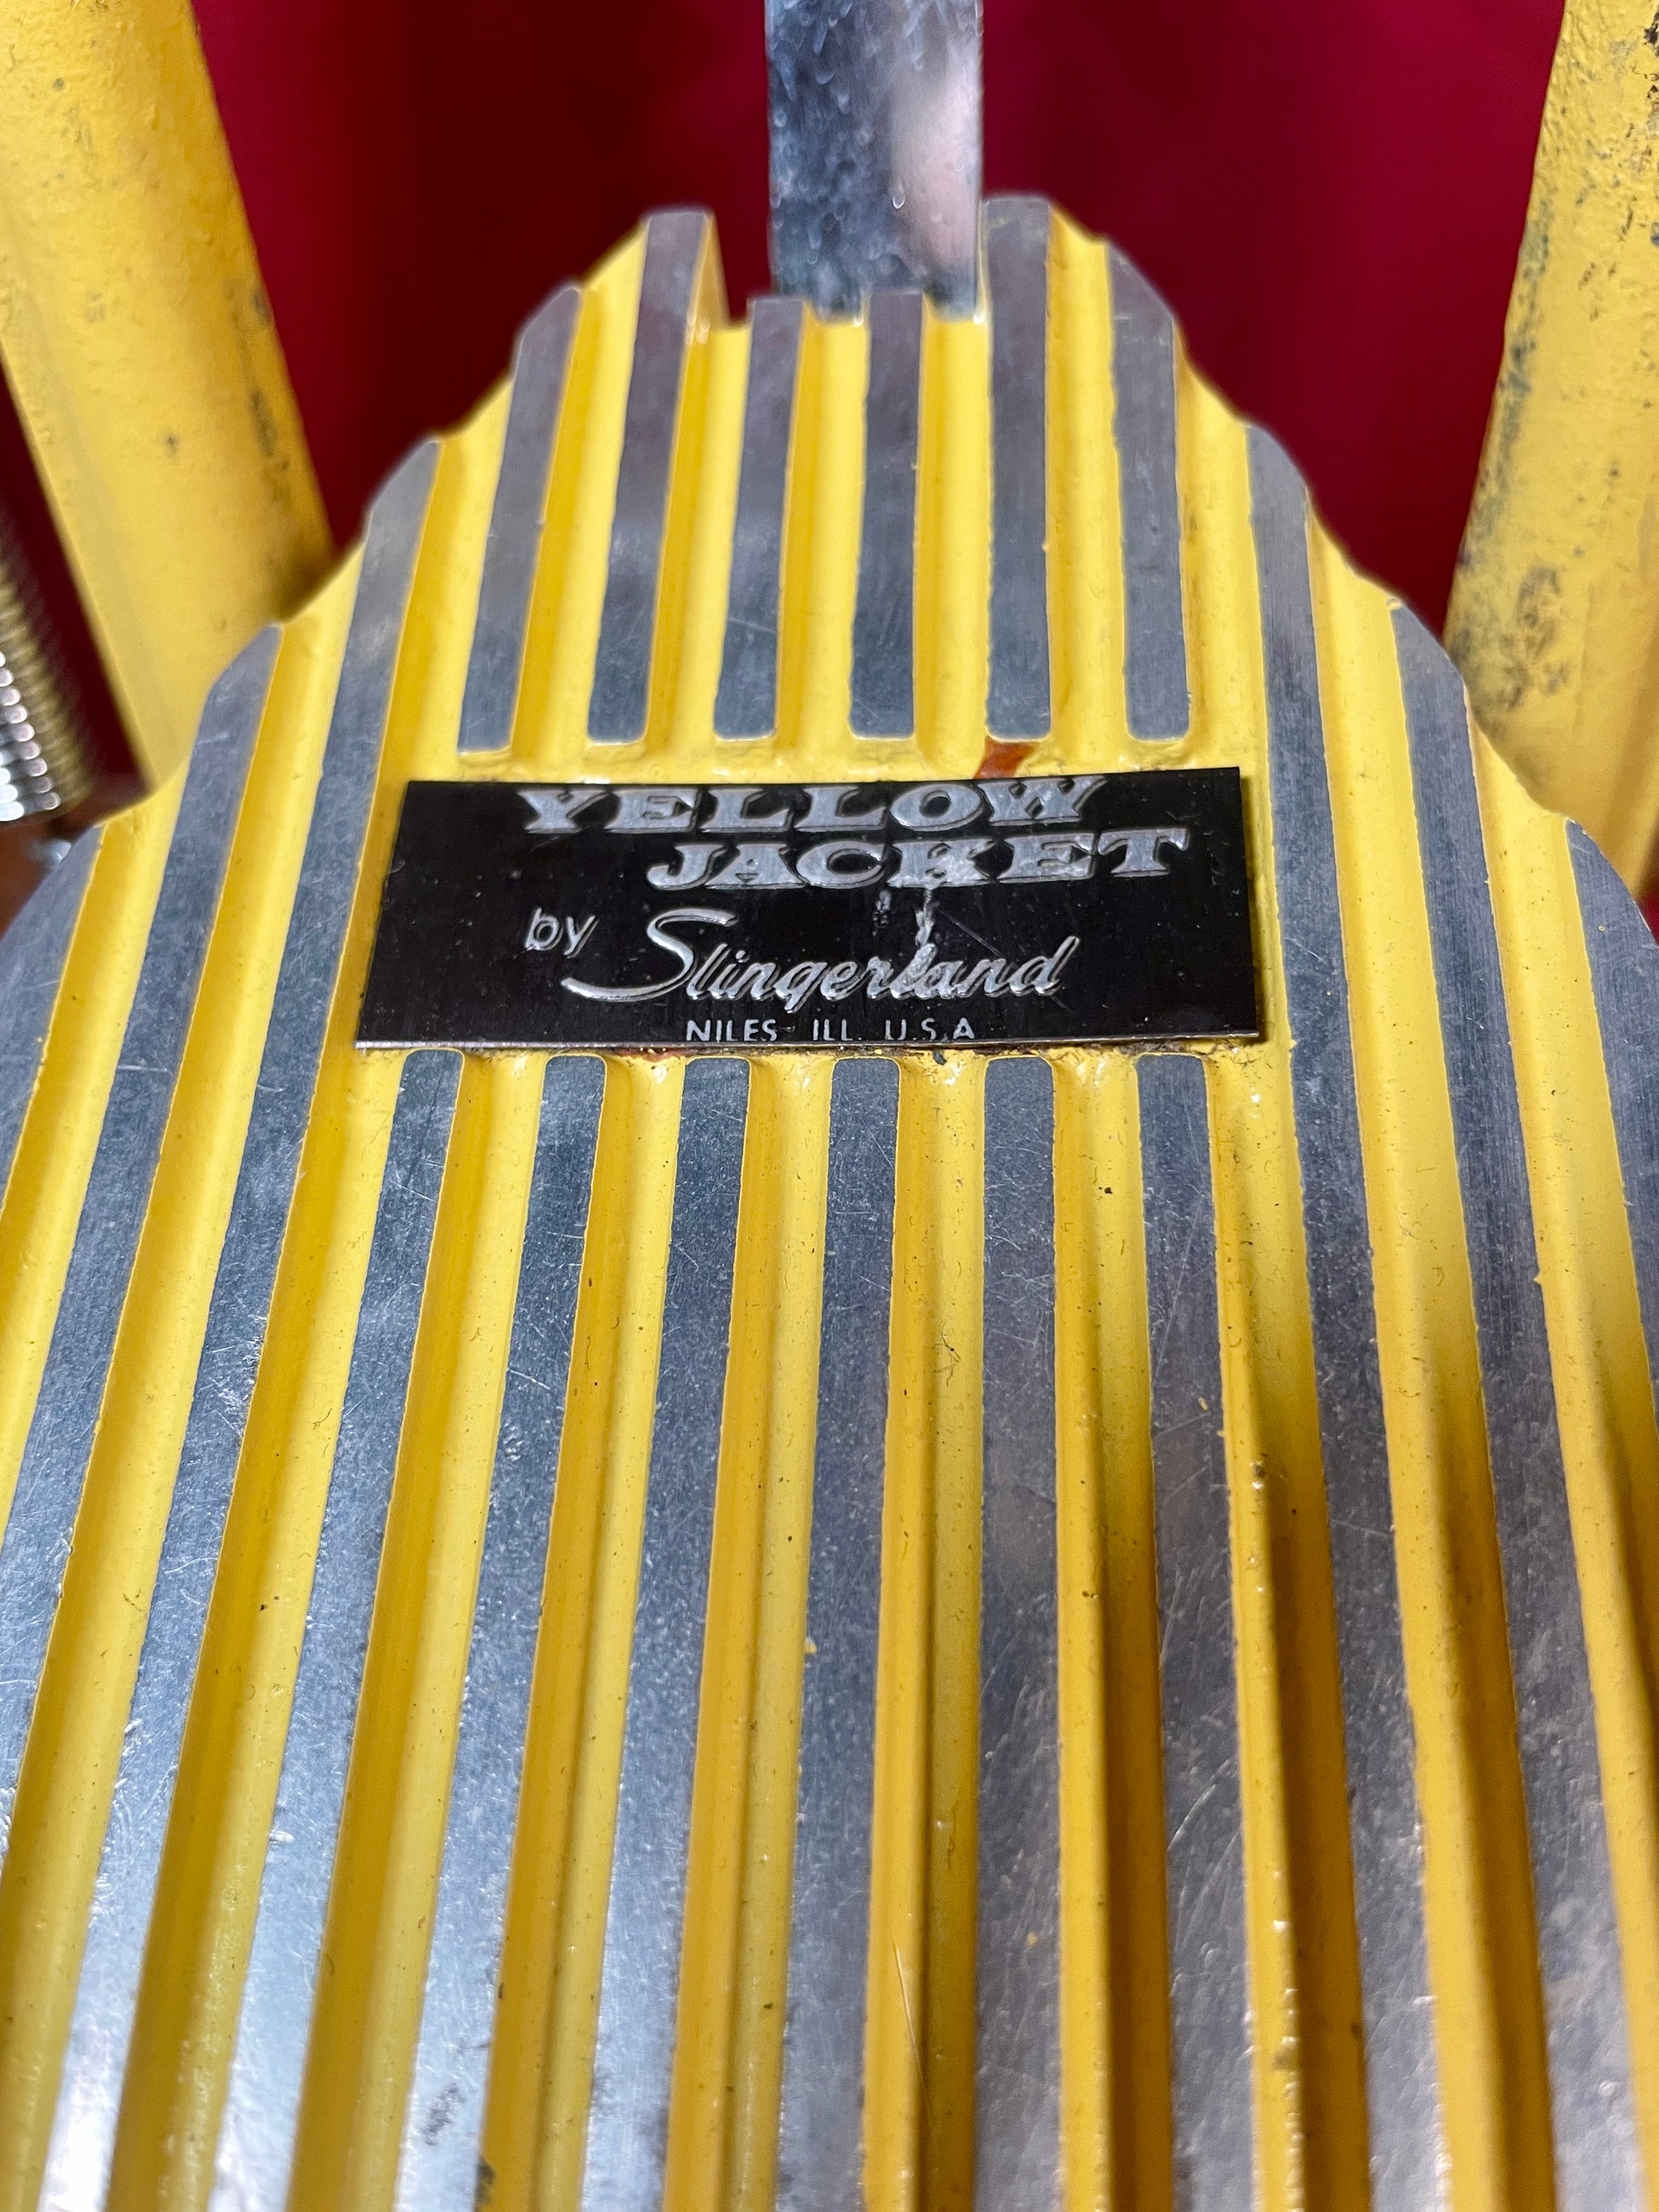 YELLOW
JACKET
by Slingerland
NILES ILL. U.S.A